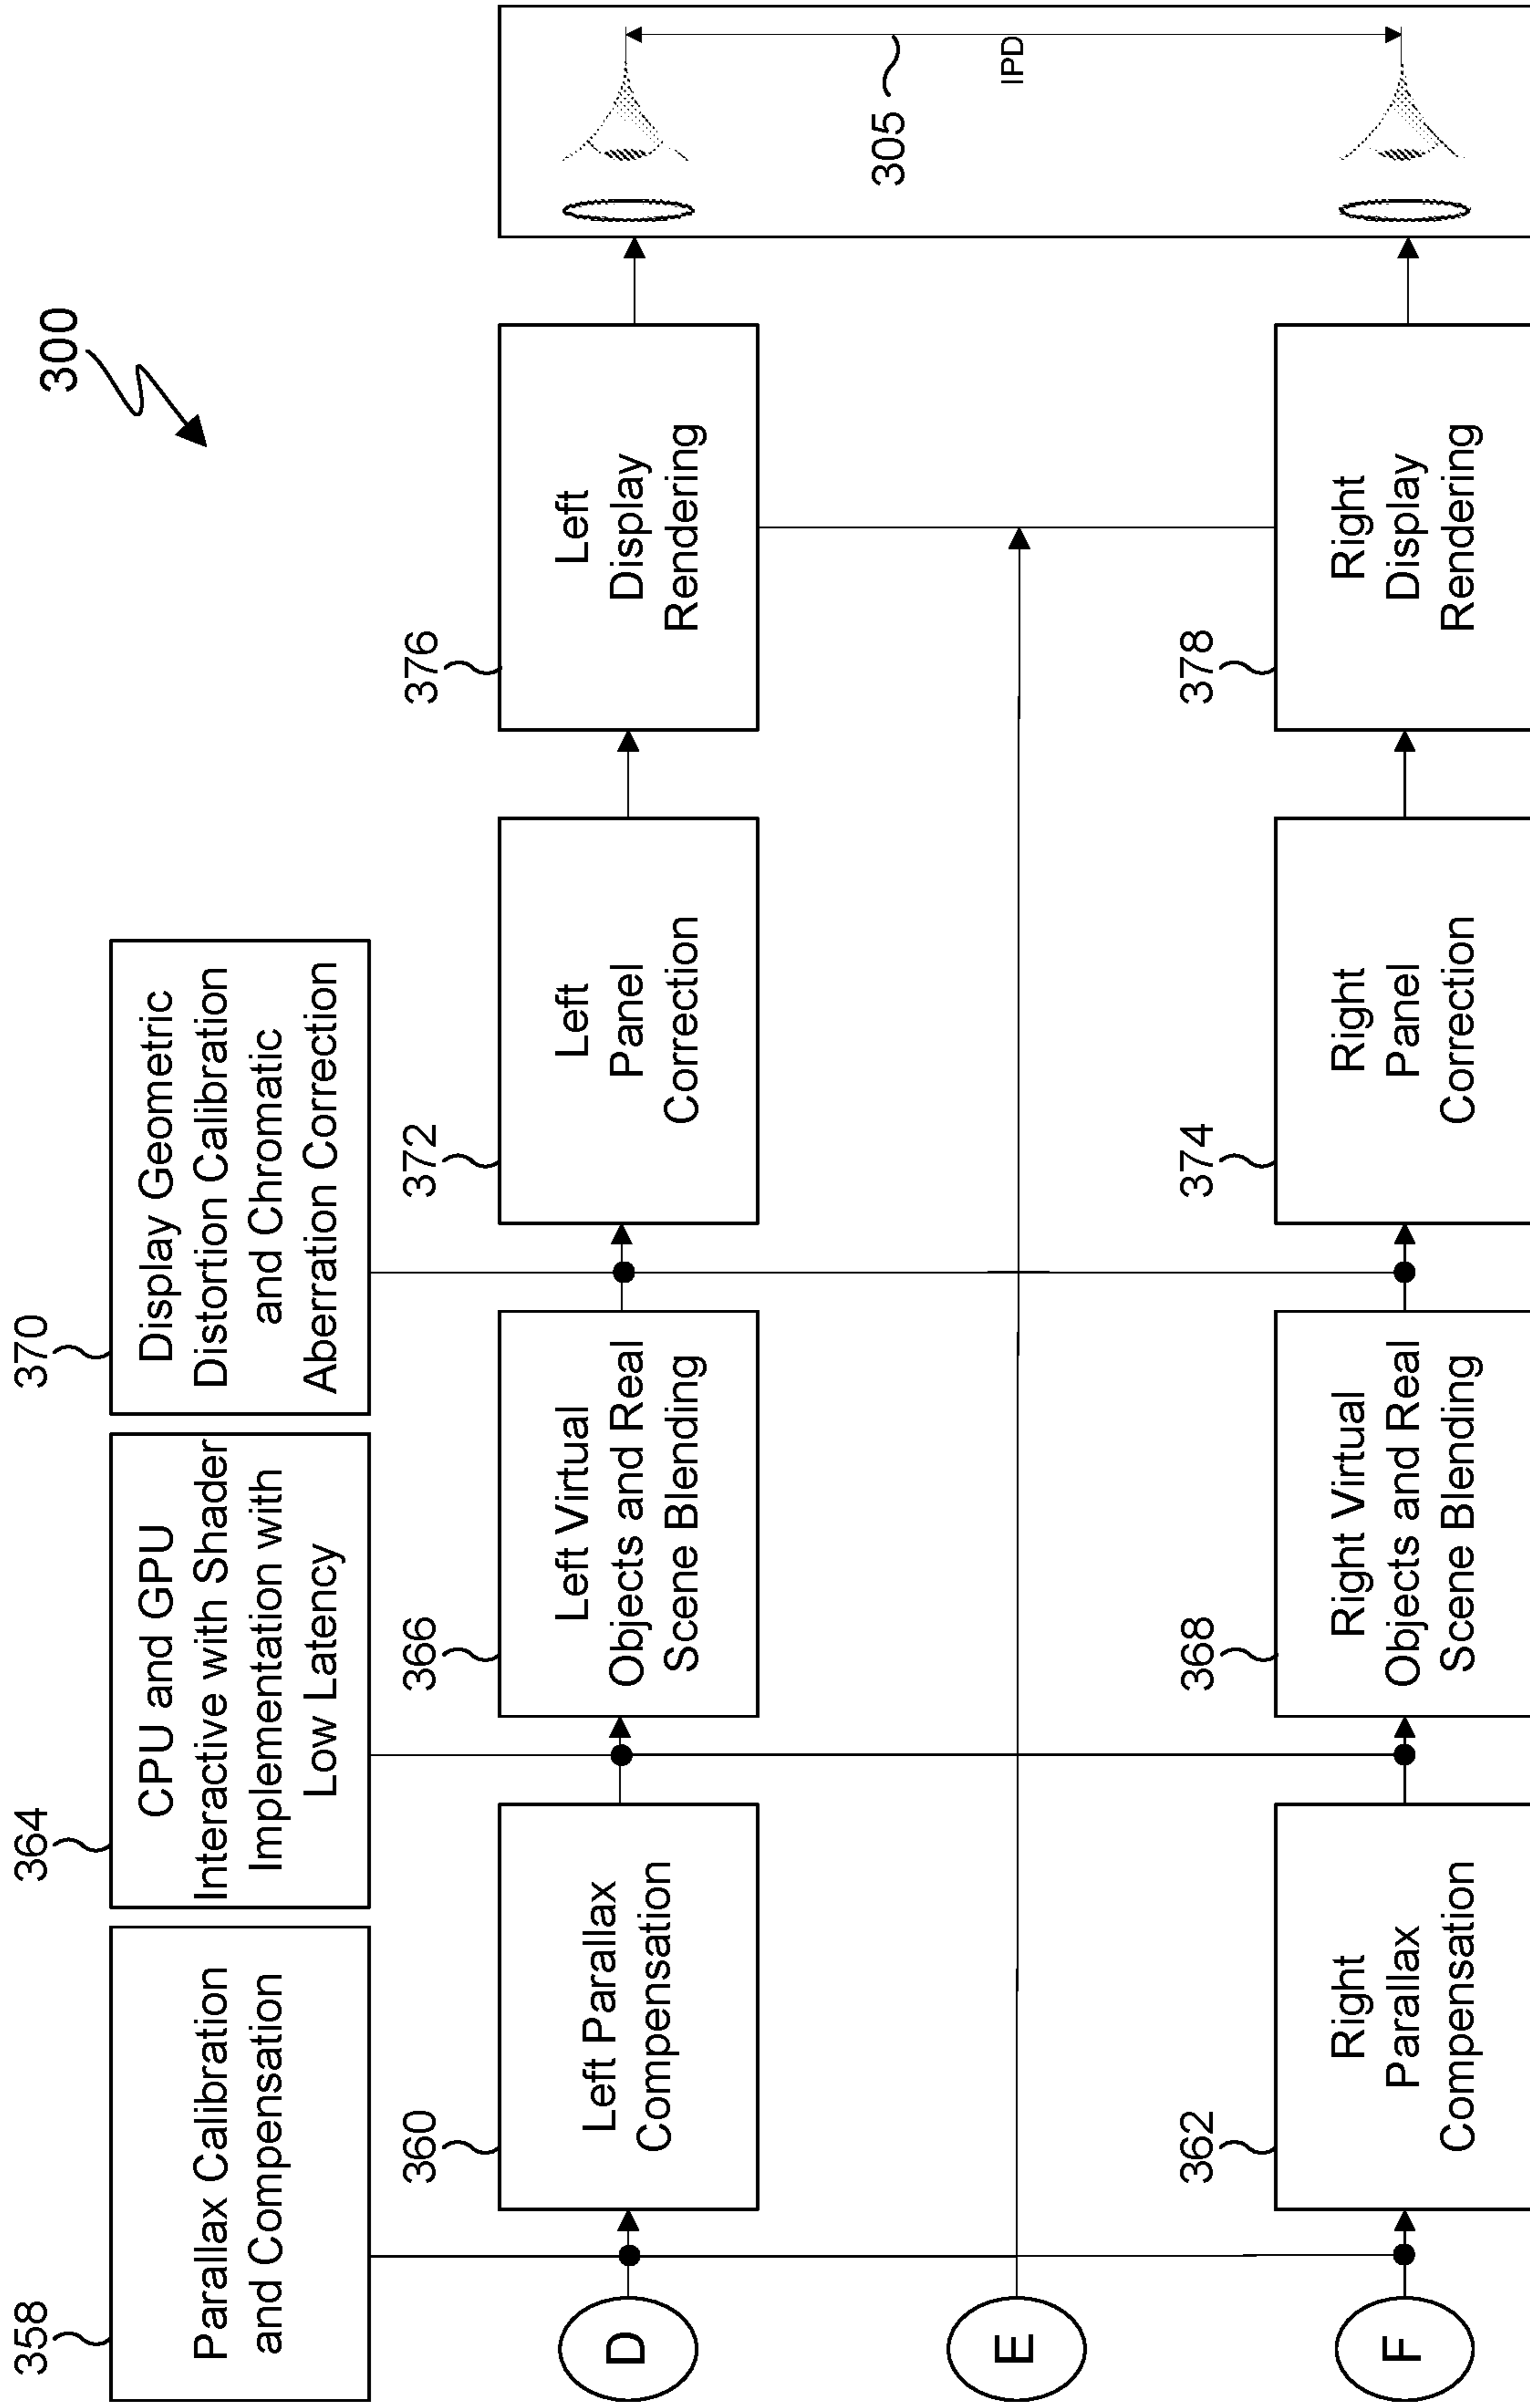 300
358
Parallax Calibration
and Compensation
364
CPU and GPU
Interactive with Shader
Implementation with
Low Latency
370
Display Geometric
Distortion Calibration
and Chromatic
Aberration Correction
D
360
Left Parallax
Compensation
366
Left Virtual
Objects and Real
Scene Blending
372
Left
Panel
Correction
376
Left
Display
Rendering
E
305
IPD
F
362
Right
Parallax
Compensation
368
Right Virtual
Objects and Real
Scene Blending
374
Right
Panel
Correction
378
Right
Display
Rendering